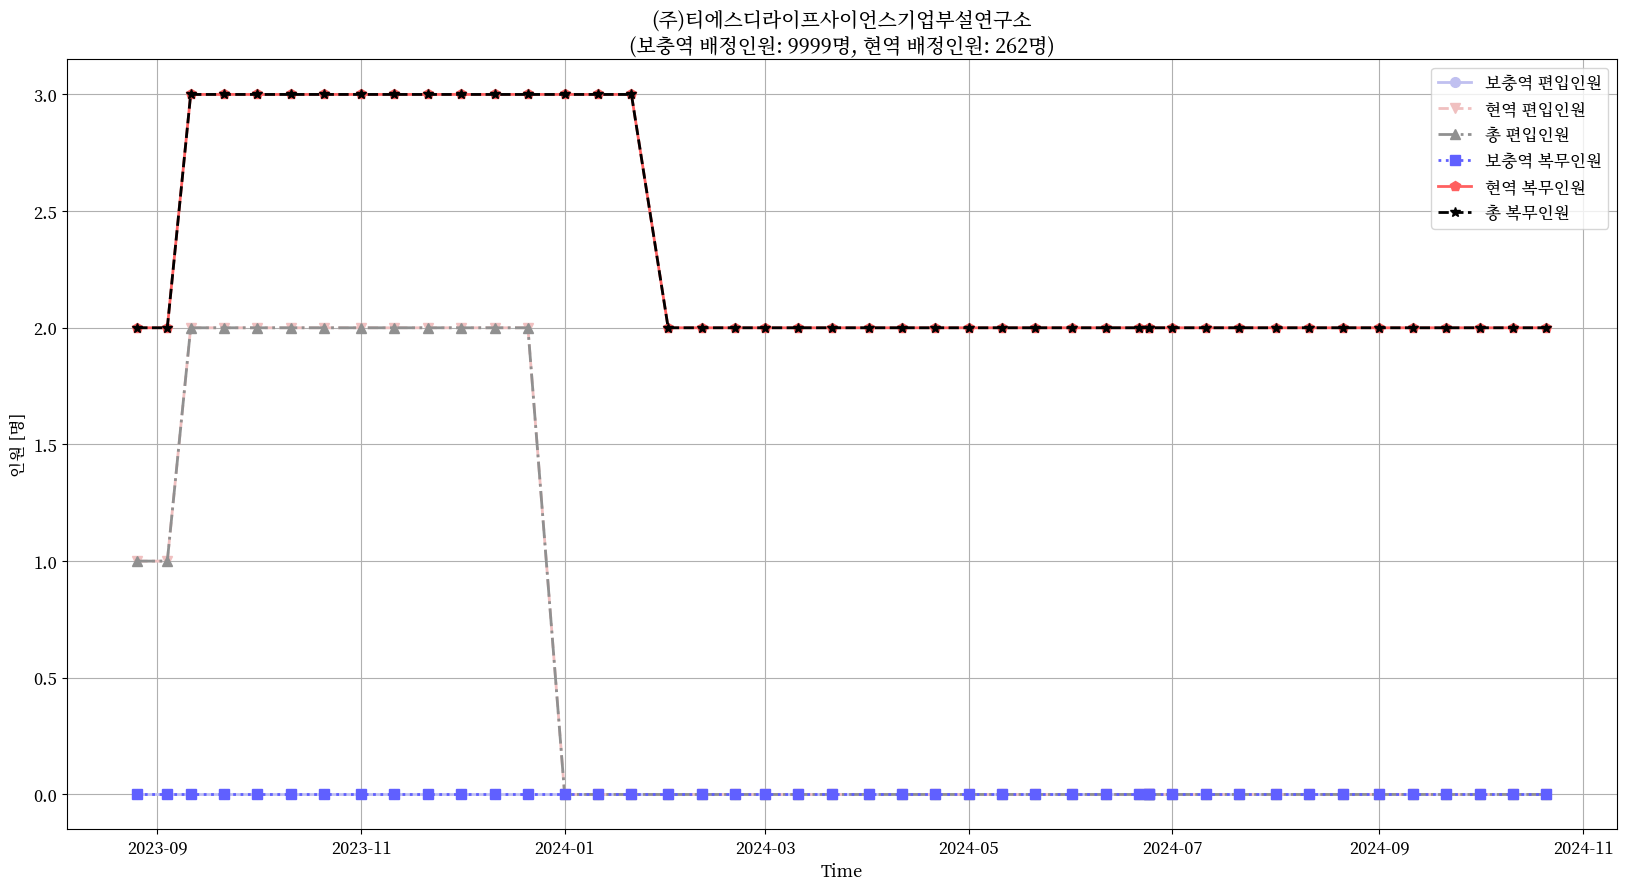 (주)티에스디라이프사이언스기업부설연구소
(보충역 배정인원: 9999명, 현역 배정인원: 262명)
보충역 편입인원
현역 편입인원
총 편입인원
보충역 복무인원
현역 복무인원
총 복무인원
3.0
2.5
2.0
1.5
1.0
0.5
0.0
인원 [명]
2023-09
2023-11
2024-01
2024-03
2024-05
2024-07
2024-09
2024-11
Time